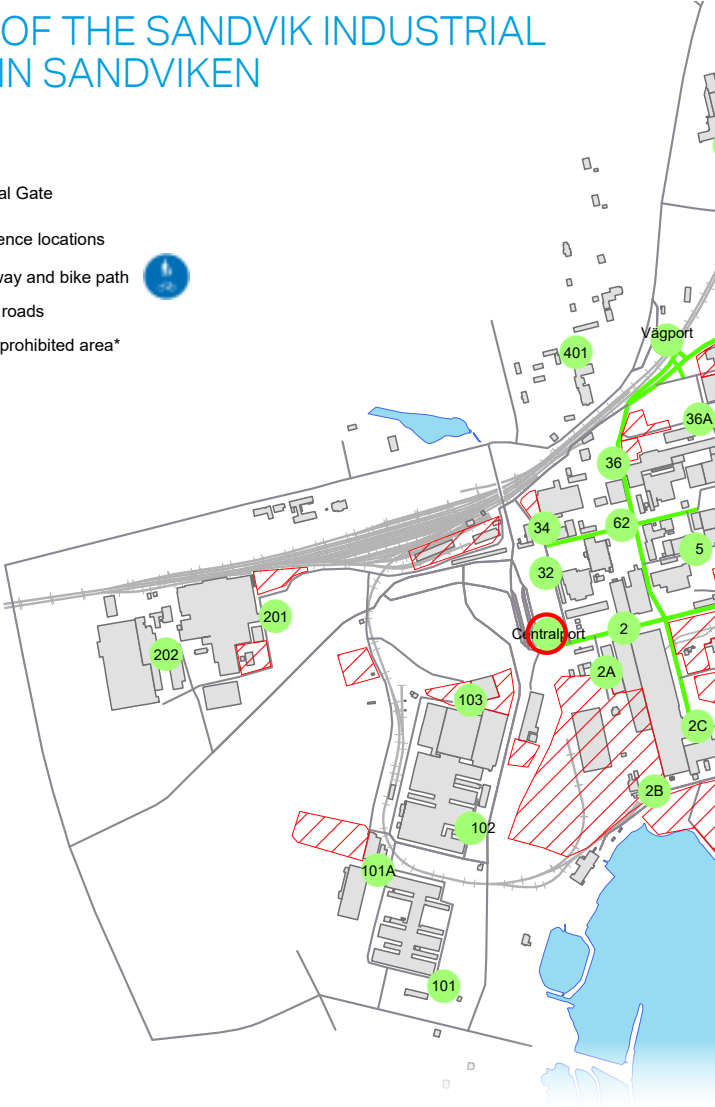 OF THE SANDVIK INDUSTRIAL
IN SANDVIKEN
al Gate
ence locations
way and bike path
roads
prohibited area*
Vägport
401
36A
36
34
62
5
32
Centralport
2
201
202
2A
103
2C
2B
102
101A
101